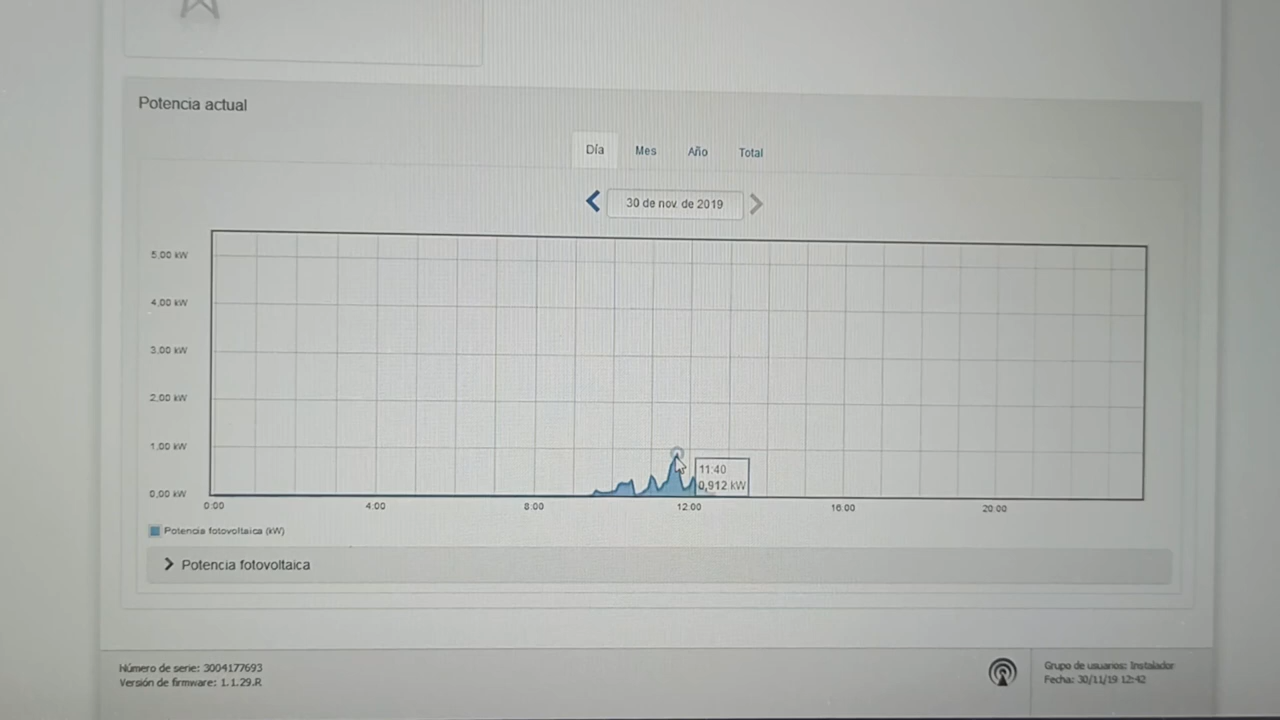 Potencia actual
Día
Mes
Año
Total
30 de nov. de 2019
5,00 kW
4,00 kW
3,00 kW
2,00 kW
1,00 kW
0,00 kW
11:40
0,912 kW
0:00
4:00
8:00
12:00
16:00
20:00
Potencia fotovoltaica (kW)
Potencia fotovoltaica
Número de serie: 3004177693
Versión de firmware: 1.1.29.R
Grupo de usuarios: Instalador
Fecha: 30/11/19 12:42